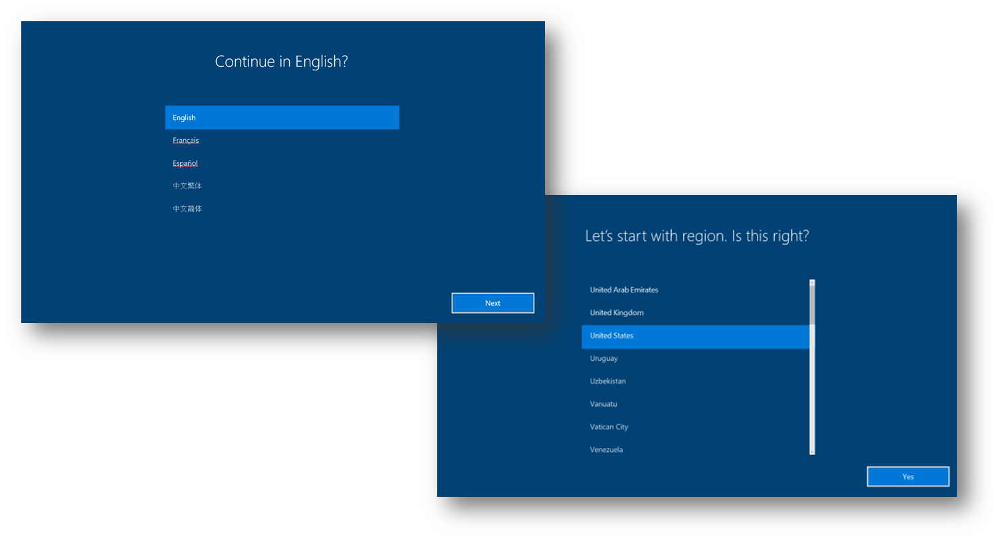 Continue in English?
English
Français
Español
中文繁体
中文简体
Next
Let's start with region. Is this right?
United Arab Emirates
United Kingdom
United States
Uruguay
Uzbekistan
Vanuatu
Vatican City
Venezuela
Yes